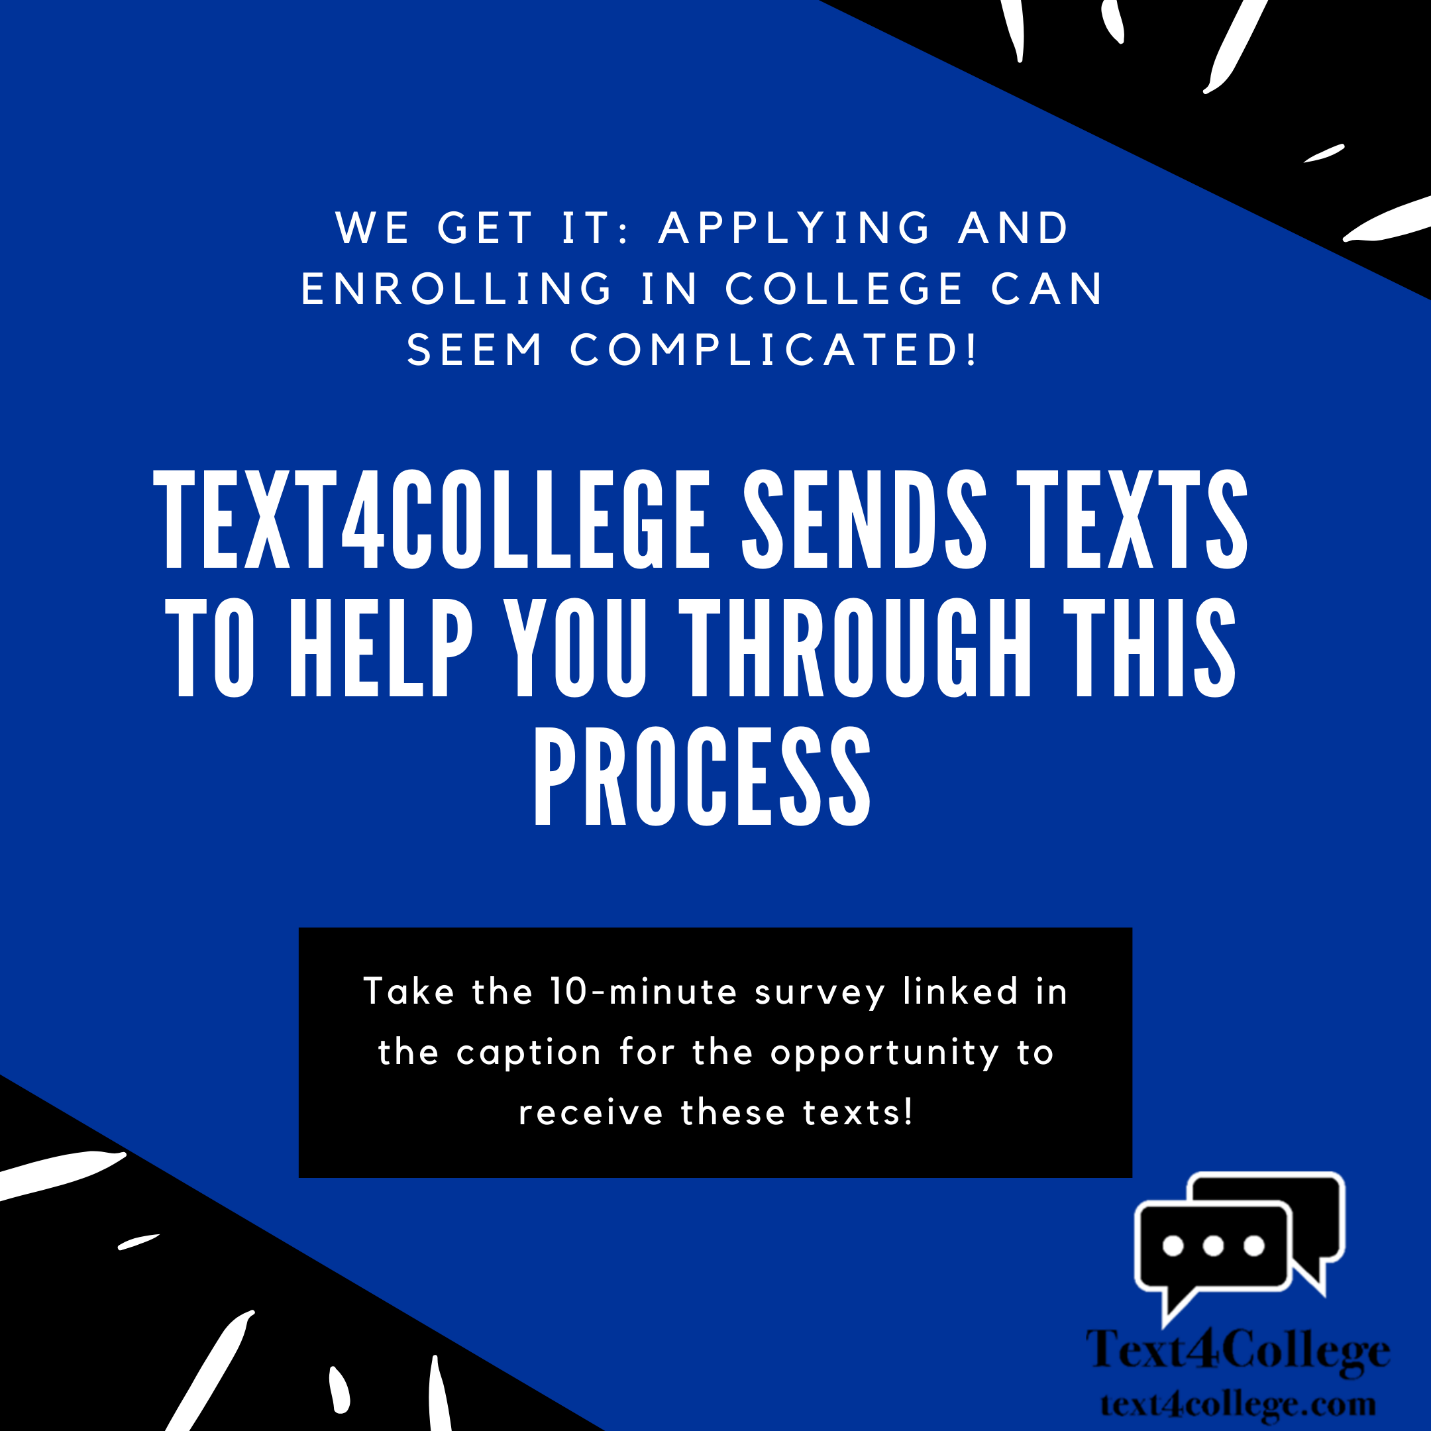 WE GET IT: APPLYING AND
ENROLLING IN COLLEGE CAN
SEEM COMPLICATED!
TEXT4COLLEGE SENDS TEXTS
TO HELP YOU THROUGH THIS
PROCESS
Take the 10-minute survey linked in
the caption for the opportunity to
receive these texts!
Text4College
text4college.com